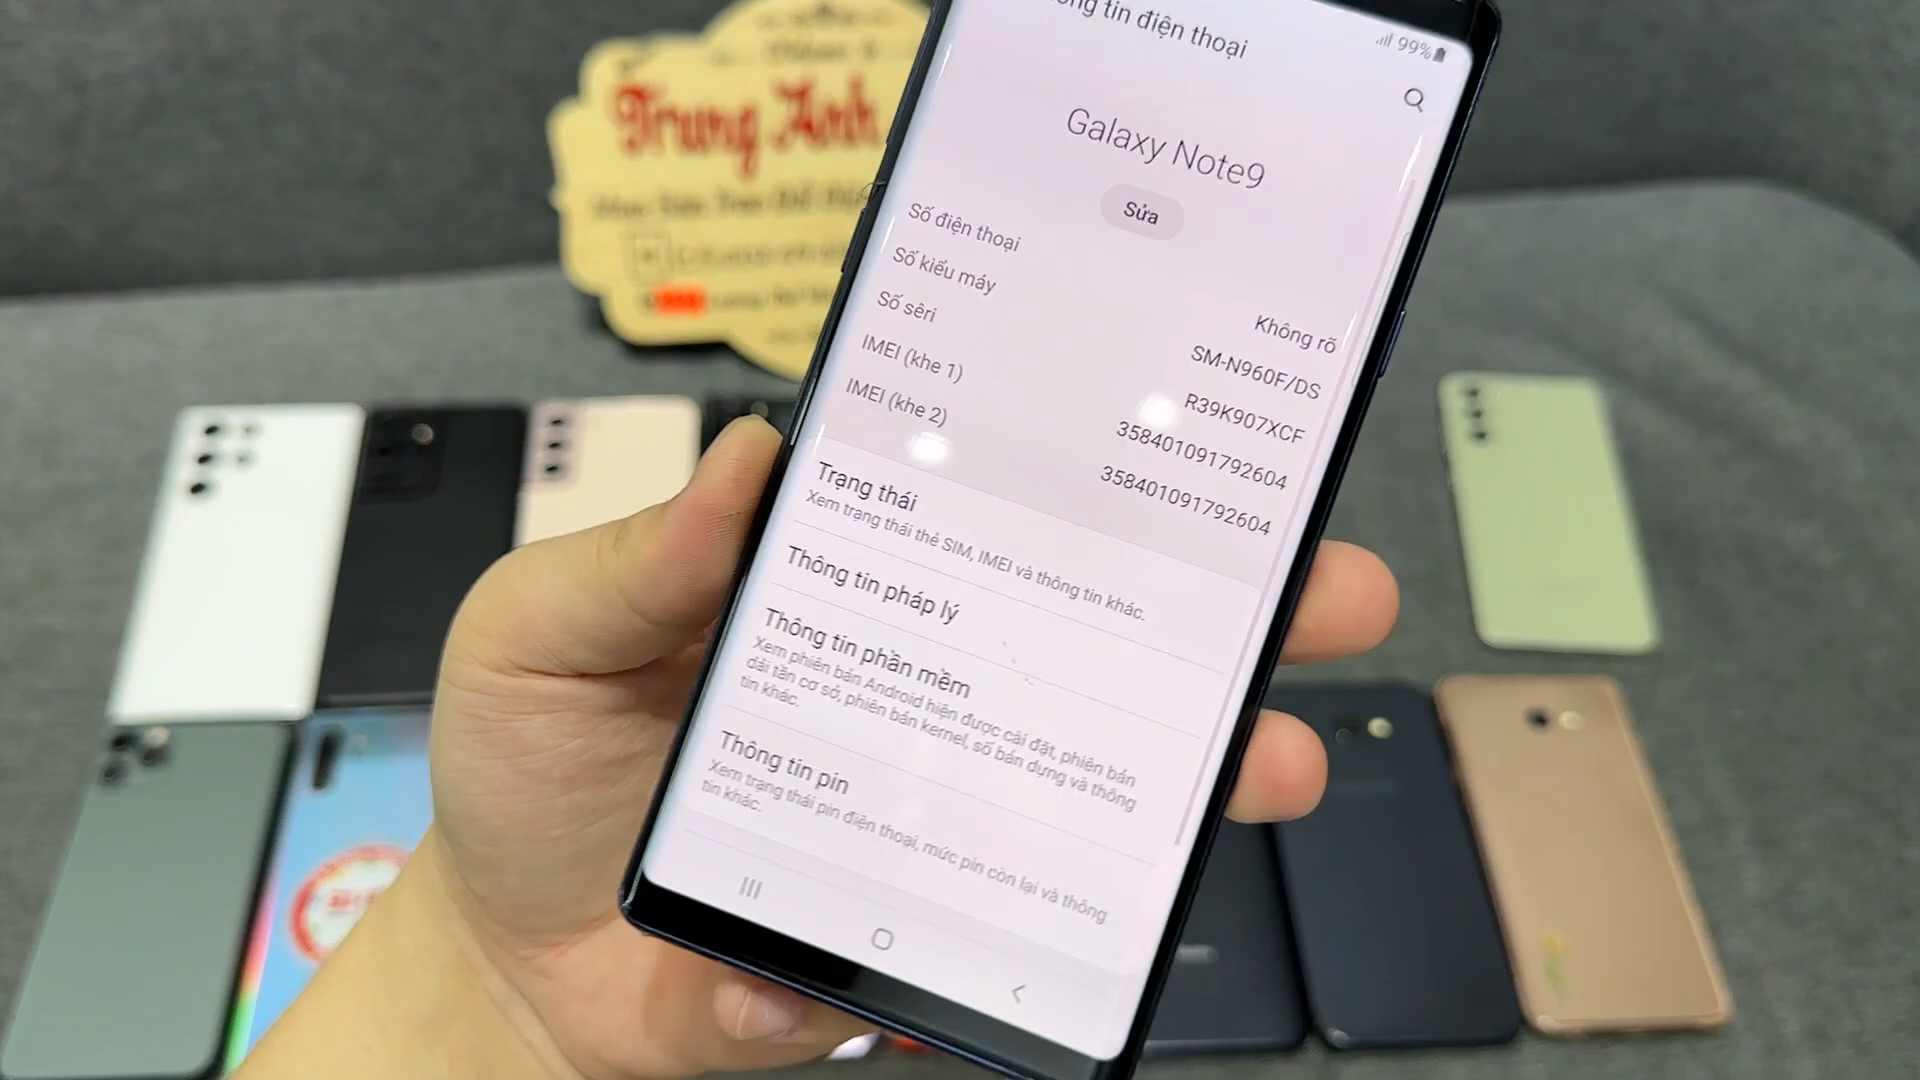 Trung Anh
tin điện thoại
99%
Galaxy Note9
Sửa
Số điện thoại
Không rõ
Số kiểu máy
SM-N960F/DS
Số sêri
R39K907XCF
IMEI (khe 1)
358401091792604
IMEI (khe 2)
358401091792604
Trạng thái
Xem trạng thái thẻ SIM, IMEI và thông tin khác.
Thông tin pháp lý
Thông tin phần mềm
Xem phiên bản Android hiện được cài đặt, phiên bản
dải tần cơ sở, phiên bản kernel, số bản dựng và thông
tin khác.
Thông tin pin
Xem trạng thái pin điện thoại, mức pin còn lại và thông
tin khác.